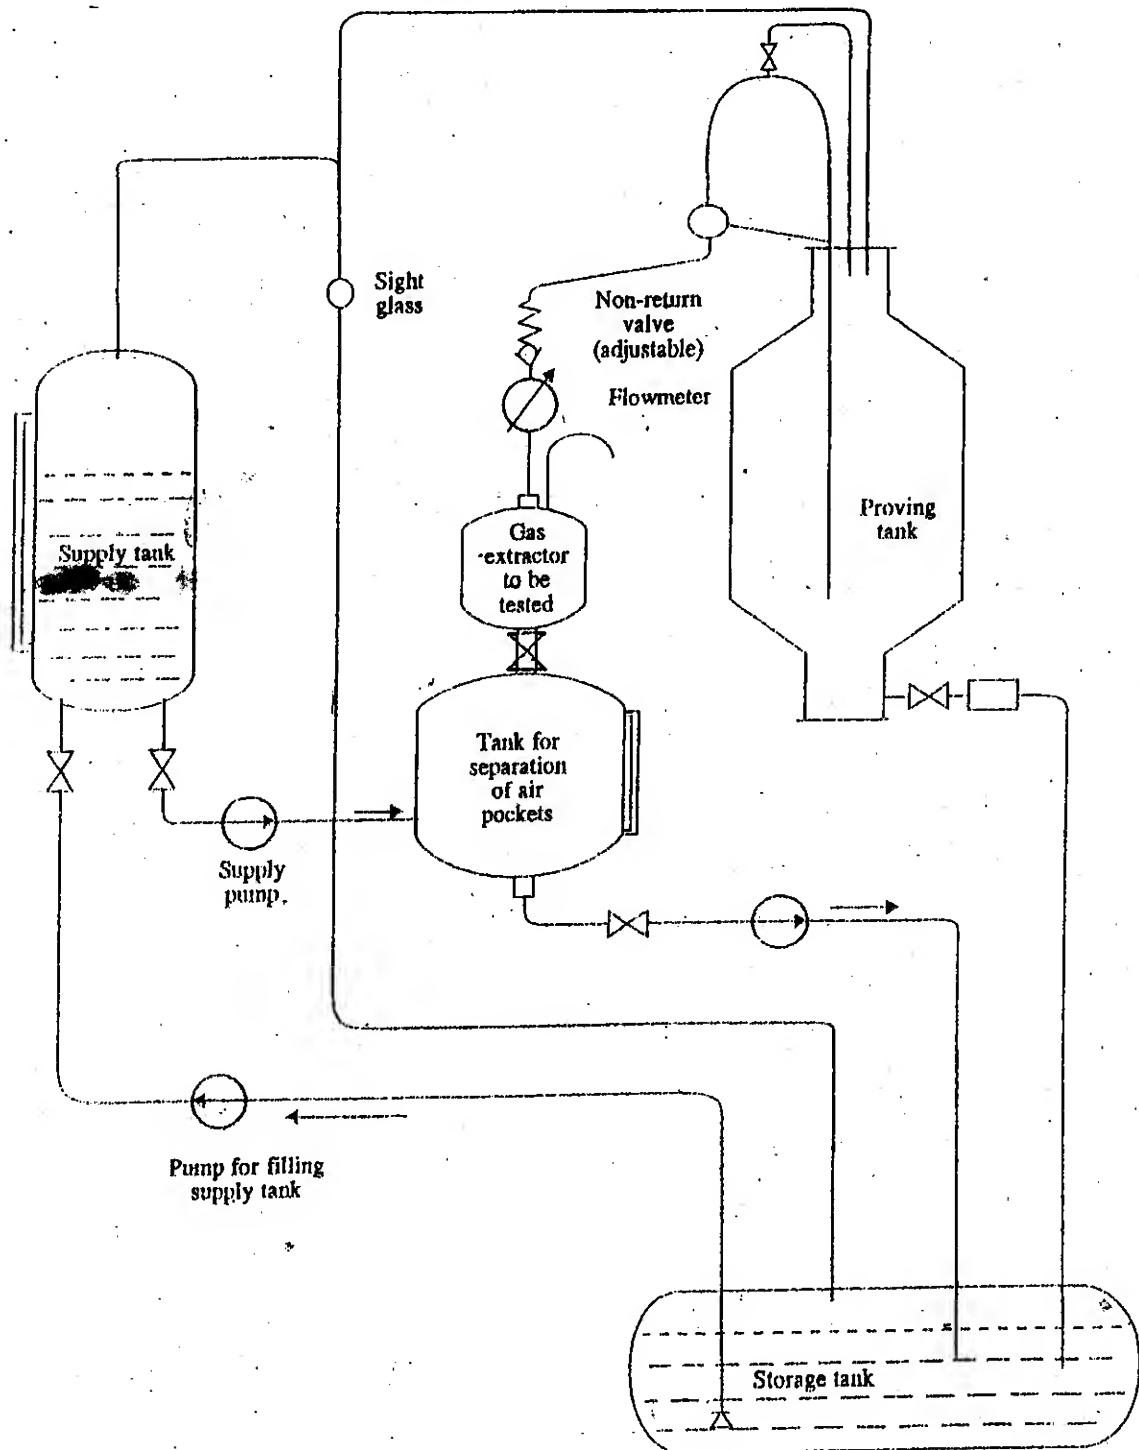 Sight
glass
Non-return
valve
(adjustable)
Flowmeter
Supply tank
Gas
extractor
to be
tested
Proving
tank
Tank for
separation
of air
pockets
Supply
pump
Pump for filling
supply tank
Storage tank